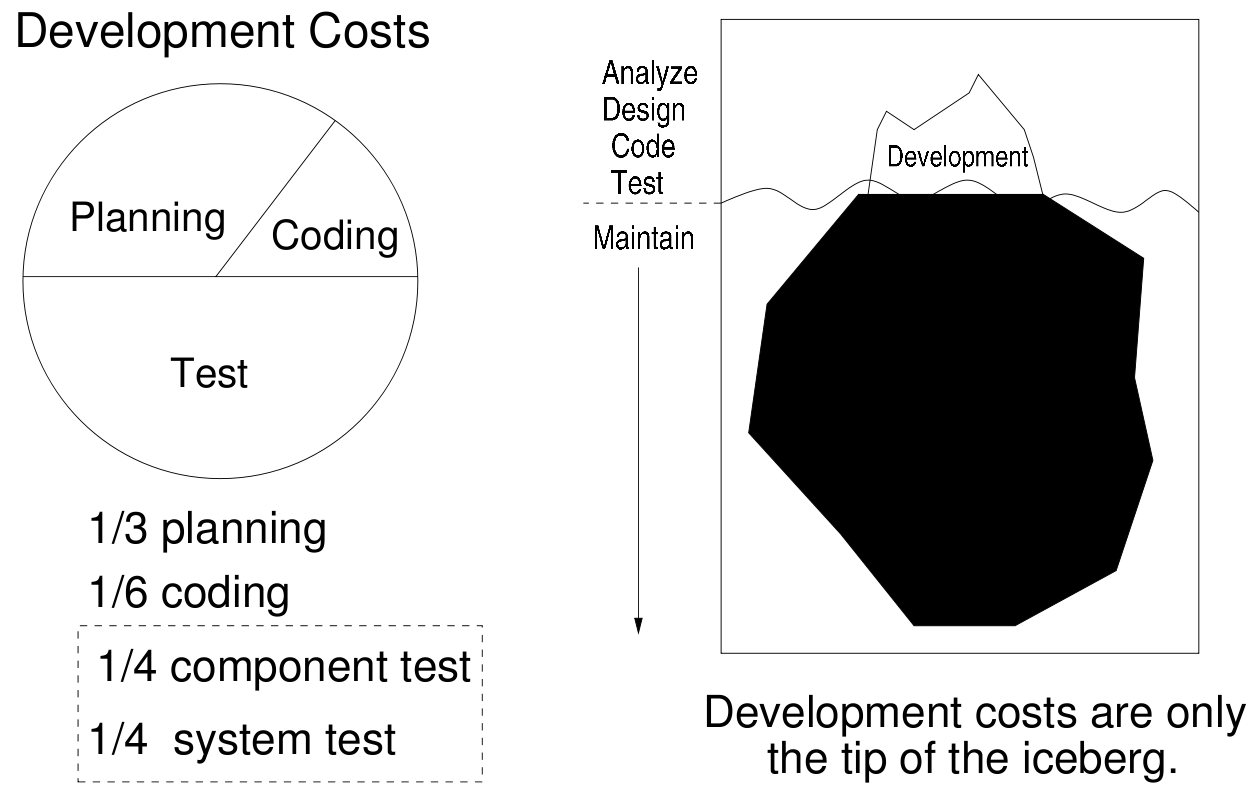 Development Costs
Planning
Coding
Test
1/3 planning
1/6 coding
1/4 component test
1/4 system test
Analyze
Design
Code
Test
Maintain
Development
Development costs are only
the tip of the iceberg.